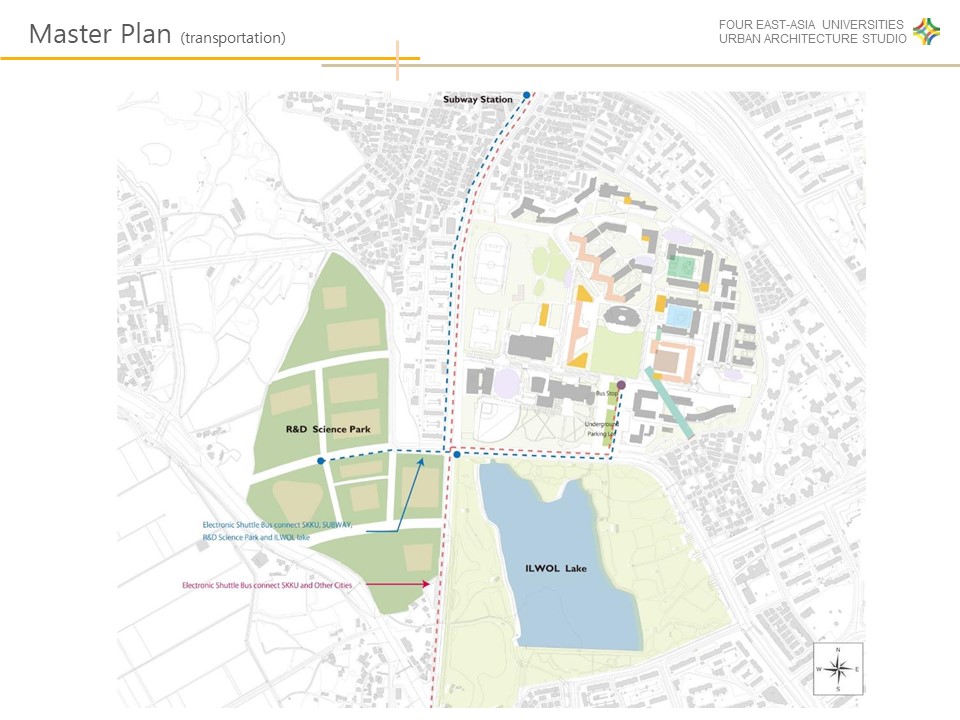 Master Plan (transportation)
FOUR EAST-ASIA UNIVERSITIES
URBAN ARCHITECTURE STUDIO
Subway Station
Bus Stop
Underground
Parking Lot
R&D Science Park
Electronic Shuttle Bus connect SKKU, SUBWAY,
R&D Science Park and ILWOL lake
ILWOL Lake
Electronic Shuttle Bus connect SKKU and Other Cities
N
W E
S